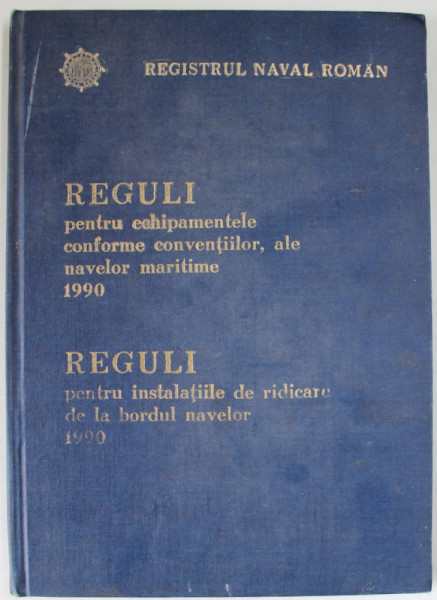 REGISTRUL NAVAL ROMÂN
REGULI
pentru echipamentele
conforme convențiilor, ale
navelor maritime
1990
REGULI
pentru instalațiile de ridicare
de la bordul navelor
1990